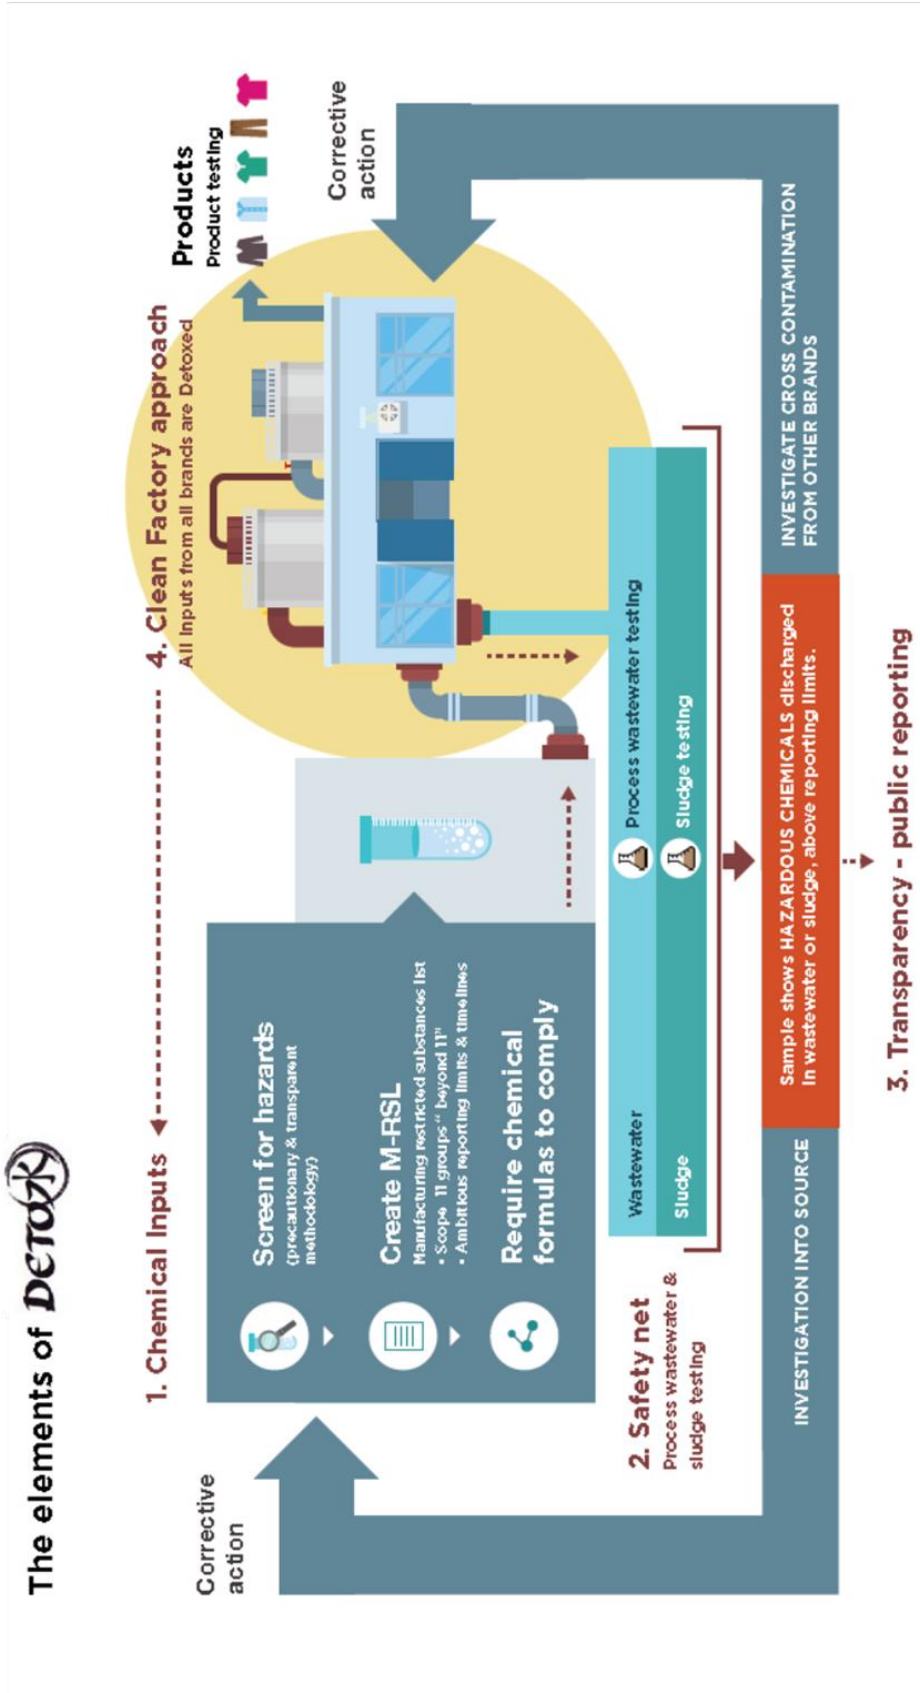 The elements of DETOX
1. Chemical Inputs
4. Clean Factory approach
All Inputs from all brands are Detoxed
Products
Product testing
Corrective
action
Corrective
action
Screen for hazards
(precautionary & transparent
methodology)
Create M-RSL
Manufacturing restricted substances list
• Scope 11 groups "beyond 11"
• Ambitious reporting limits & timelines
Require chemical
formulas to comply
Wastewater
Process wastewater testing
Sludge
Sludge testing
2. Safety net
Process wastewater &
sludge testing
INVESTIGATION INTO SOURCE
Sample shows HAZARDOUS CHEMICALS discharged
In wastewater or sludge, above reporting limits.
INVESTIGATE CROSS CONTAMINATION
FROM OTHER BRANDS
3. Transparency - public reporting